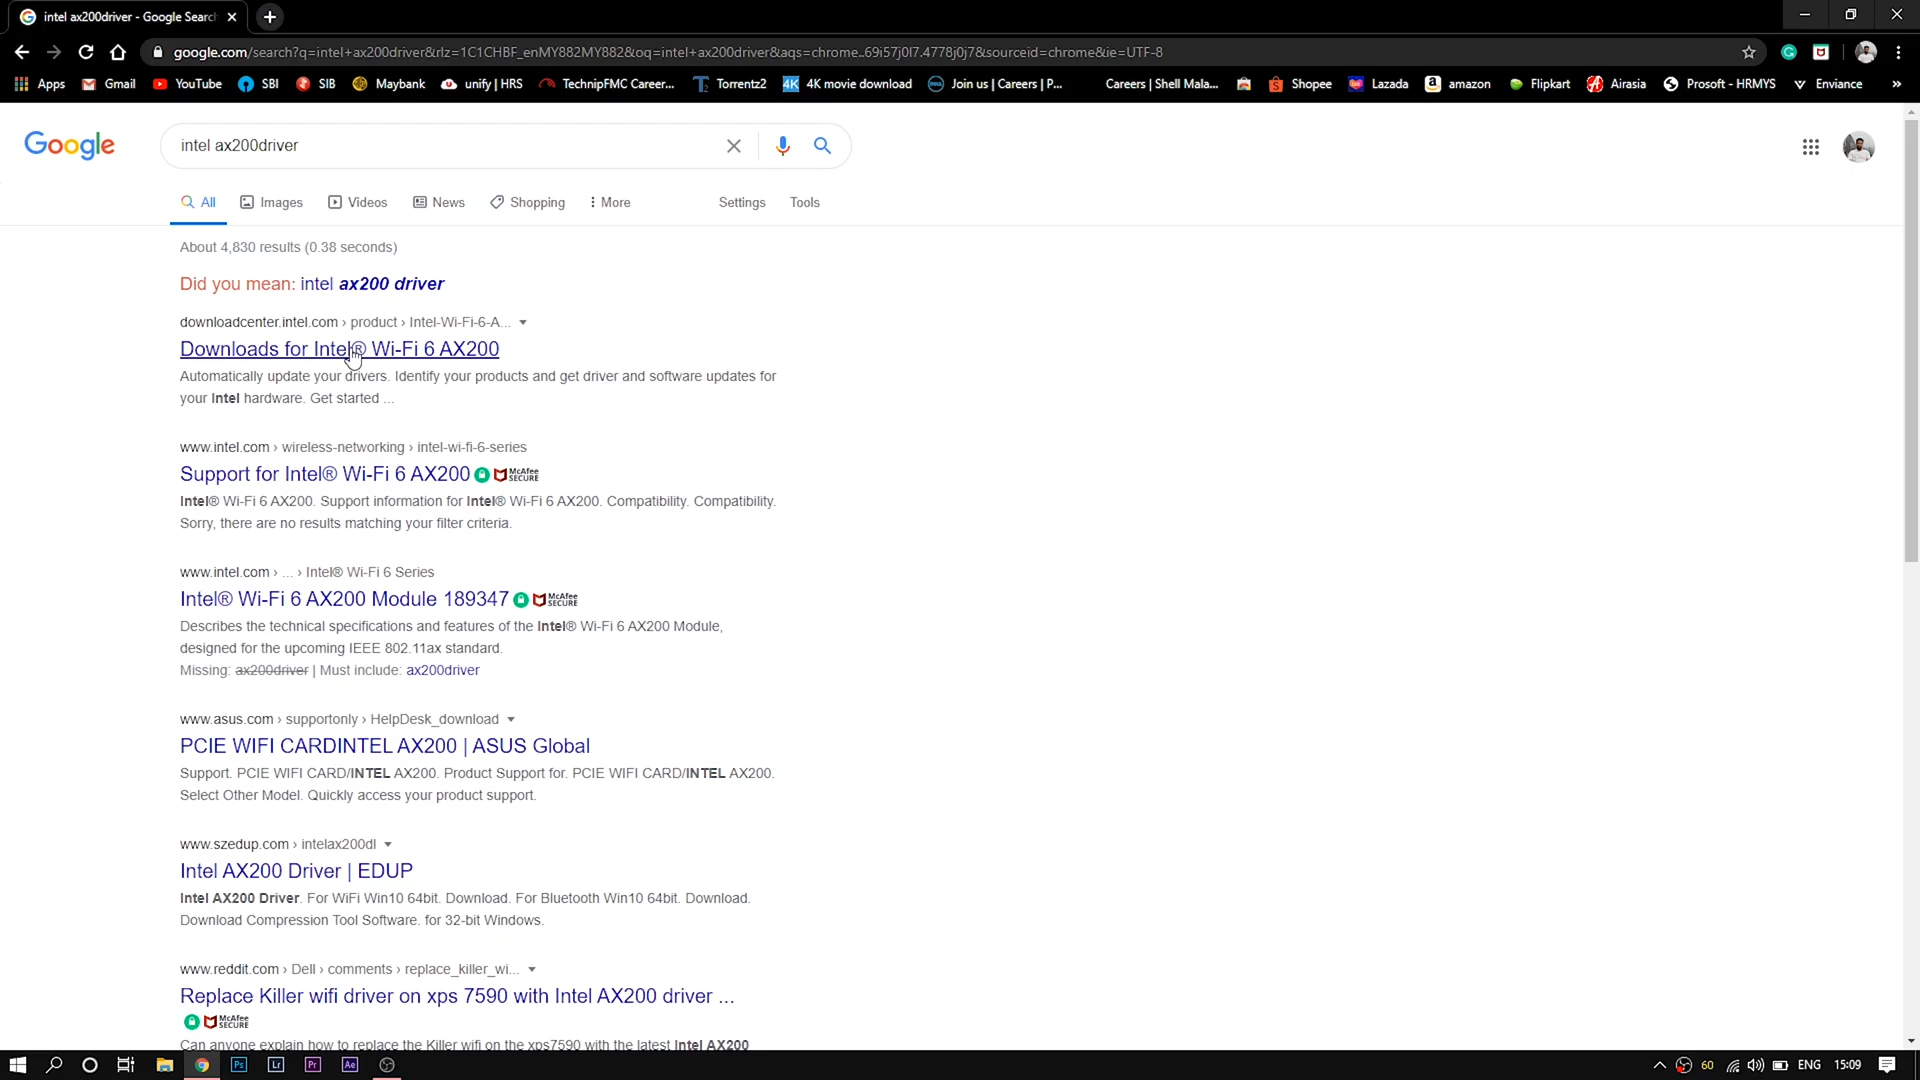 intel ax200driver - Google Search
google.com/search?q=intel+ax200driver&rlz=1C1CHBF_enMY882MY882&oq=intel+ax200driver&aqs=chrome..69i57j0l7.4778j0j7&sourceid=chrome&ie=UTF-8
Apps Gmail YouTube SBI SIB Maybank unify | HRS TechnipFMC Career... Torrentz2 4K movie download Join us | Careers | P... Careers | Shell Mala... Shopee Lazada amazon Flipkart Airasia Prosoft - HRMYS Enviance »
Google intel ax200driver
All Images Videos News Shopping More Settings Tools
About 4,830 results (0.38 seconds)
Did you mean: intel ax200 driver
downloadcenter.intel.com › product › Intel-Wi-Fi-6-A...
Downloads for Intel® Wi-Fi 6 AX200
Automatically update your drivers. Identify your products and get driver and software updates for
your Intel hardware. Get started ...
www.intel.com › wireless-networking › intel-wi-fi-6-series
Support for Intel® Wi-Fi 6 AX200 McAfee SECURE
Intel® Wi-Fi 6 AX200. Support information for Intel® Wi-Fi 6 AX200. Compatibility. Compatibility.
Sorry, there are no results matching your filter criteria.
www.intel.com › ... › Intel® Wi-Fi 6 Series
Intel® Wi-Fi 6 AX200 Module 189347 McAfee SECURE
Describes the technical specifications and features of the Intel® Wi-Fi 6 AX200 Module,
designed for the upcoming IEEE 802.11ax standard.
Missing: ax200driver | Must include: ax200driver
www.asus.com › supportonly › HelpDesk_download
PCIE WIFI CARDINTEL AX200 | ASUS Global
Support. PCIE WIFI CARD/INTEL AX200. Product Support for. PCIE WIFI CARD/INTEL AX200.
Select Other Model. Quickly access your product support.
www.szedup.com › intelax200dl
Intel AX200 Driver | EDUP
Intel AX200 Driver. For WiFi Win10 64bit. Download. For Bluetooth Win10 64bit. Download.
Download Compression Tool Software. for 32-bit Windows.
www.reddit.com › Dell › comments › replace_killer_wi...
Replace Killer wifi driver on xps 7590 with Intel AX200 driver ...
McAfee SECURE
Can anyone explain how to replace the Killer wifi on the xps7590 with the latest Intel AX200
Ps Lr Pr Ae 60 ENG 15:09